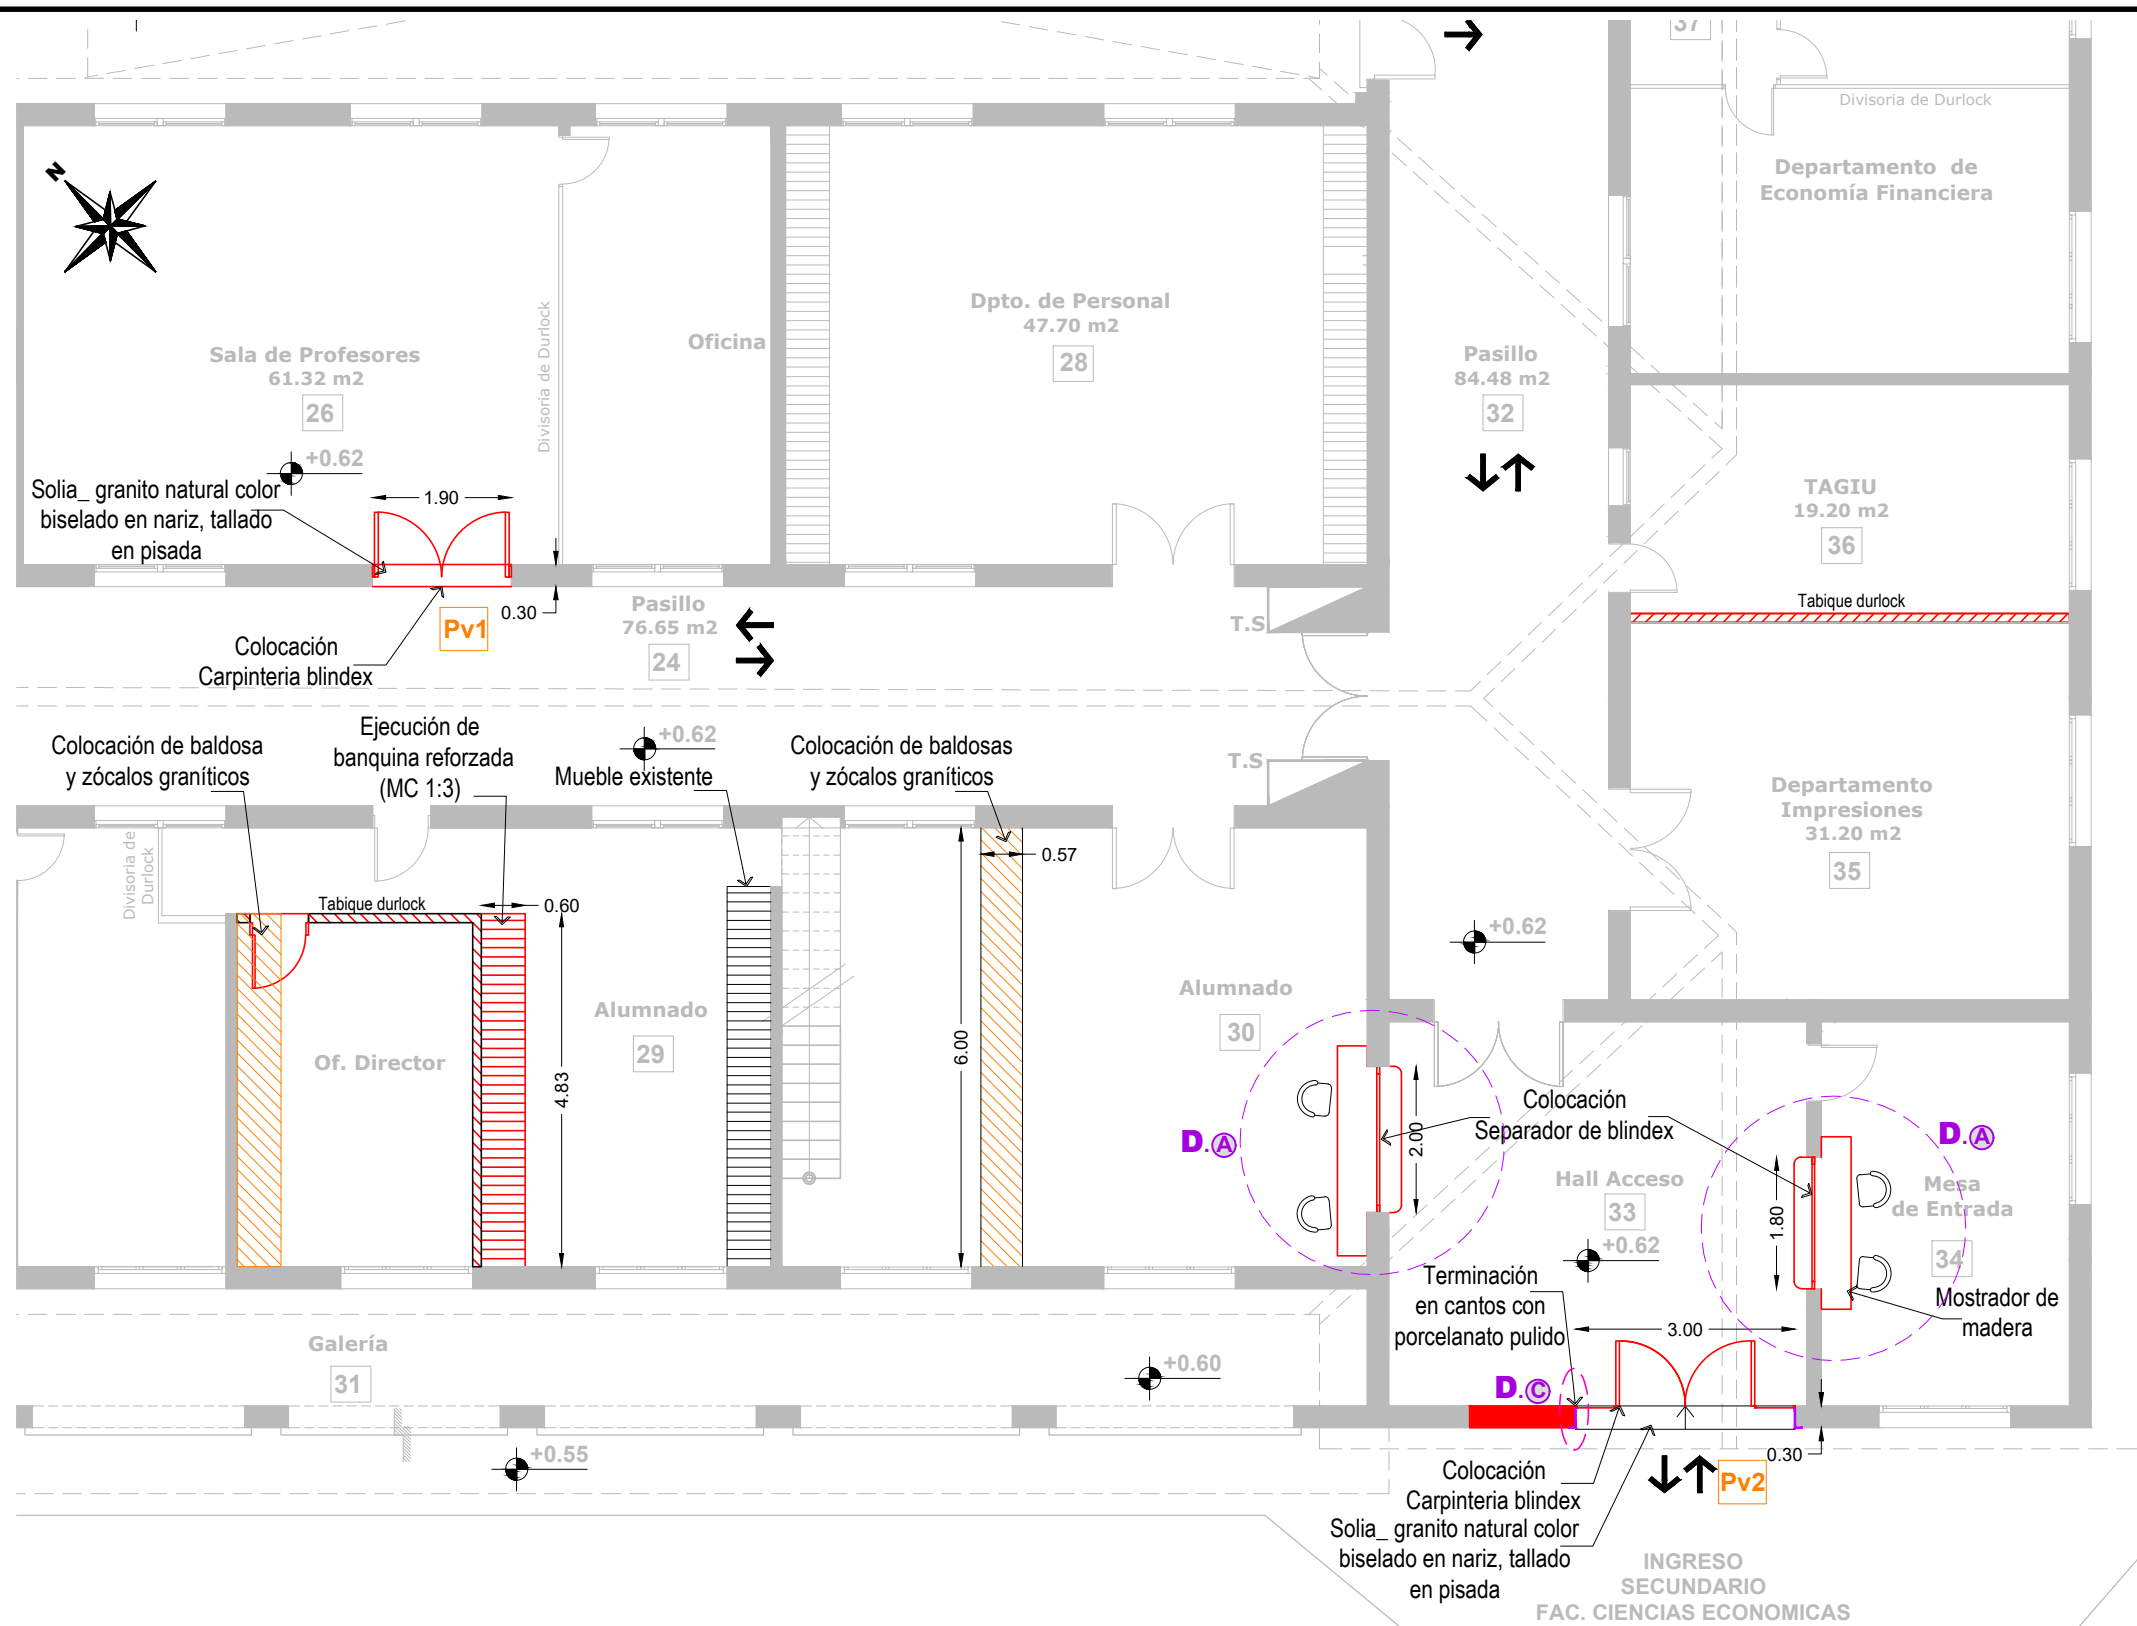 37
Divisoria de Durlock
Departamento de
Economía Financiera
N
Sala de Profesores
61.32 m2
26
+0.62
Divisoria de Durlock
Oficina
Dpto. de Personal
47.70 m2
28
Pasillo
84.48 m2
32
TAGIU
19.20 m2
36
Tabique durlock
Solia_ granito natural color
biselado en nariz, tallado
en pisada
1.90
0.30
Pv1
Colocación
Carpinteria blindex
Pasillo
76.65 m2
24
T.S
T.S
+0.62
Colocación de baldosa
y zócalos graníticos
Ejecución de
banquina reforzada
(MC 1:3)
Mueble existente
Colocación de baldosas
y zócalos graníticos
Departamento
Impresiones
31.20 m2
35
Divisoria de
Durlock
Tabique durlock
0.60
0.57
+0.62
4.83
6.00
Of. Director
Alumnado
29
Alumnado
30
D.A
2.00
Colocación
Separador de blindex
D.A
Hall Acceso
33
+0.62
1.80
Mesa
de Entrada
34
Mostrador de
madera
Terminación
en cantos con
porcelanato pulido
3.00
D.C
Galería
31
+0.60
+0.55
0.30
Pv2
Colocación
Carpinteria blindex
Solia_ granito natural color
biselado en nariz, tallado
en pisada
INGRESO
SECUNDARIO
FAC. CIENCIAS ECONOMICAS